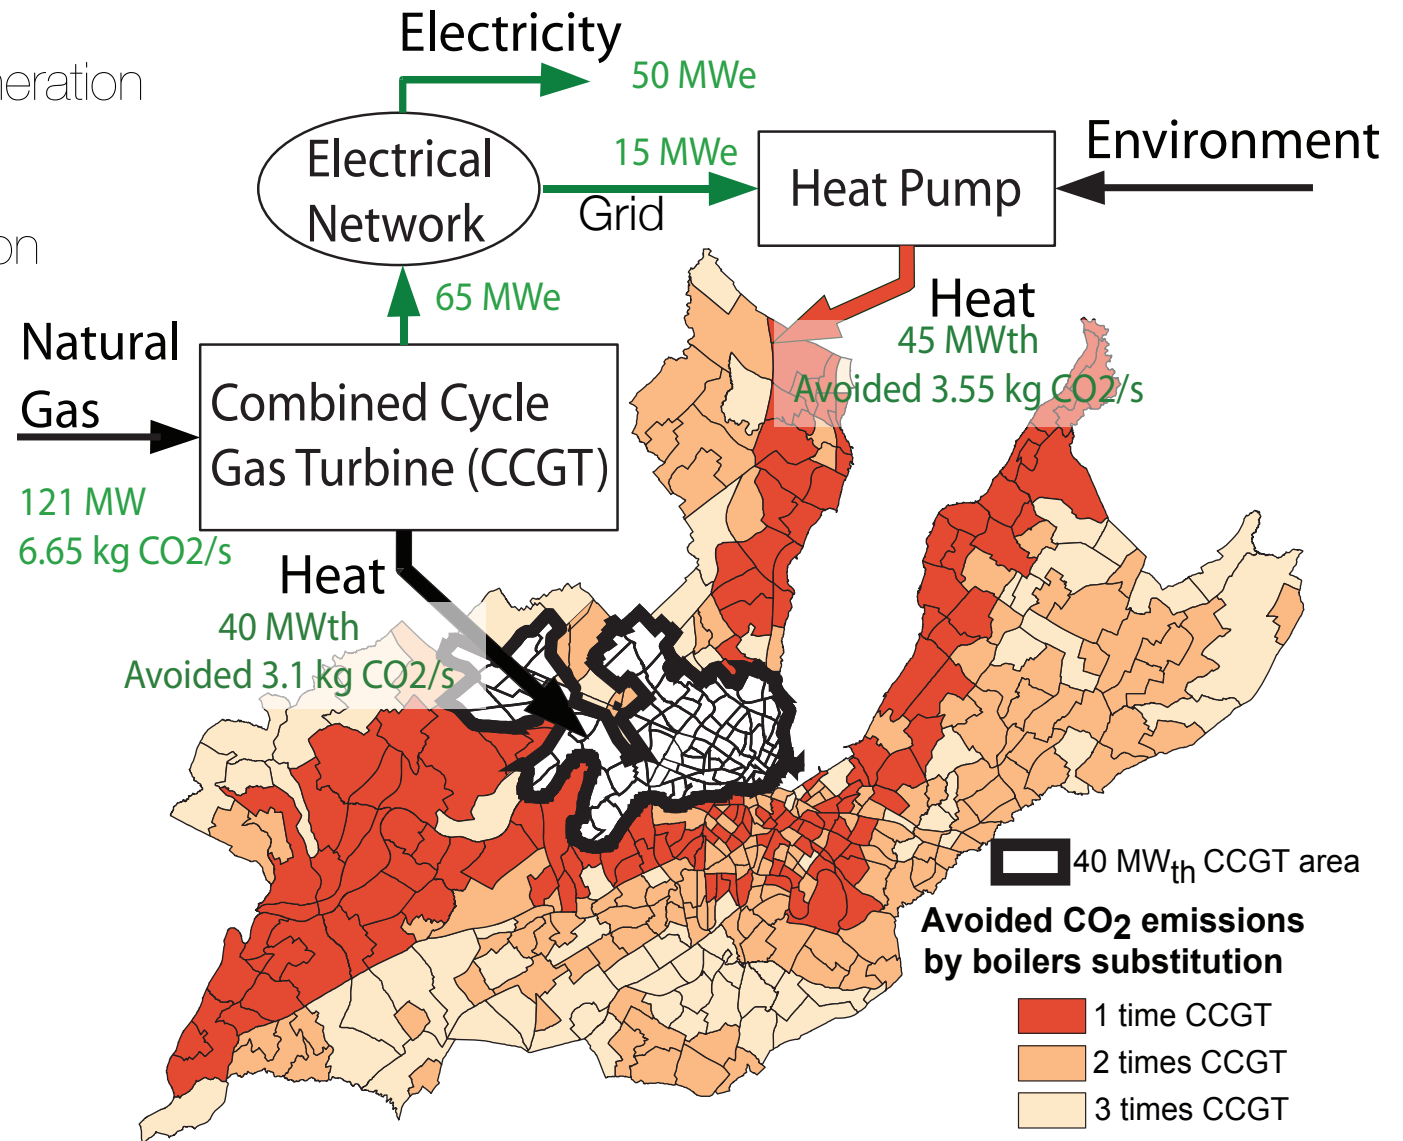 Electricity
neration
50 MWe
Electrical
Network
15 MWe
Grid
Heat Pump
Environment
on
65 MWe
Natural
Gas
Combined Cycle
Gas Turbine (CCGT)
Heat
45 MWth
Avoided 3.55 kg CO2/s
121 MW
6.65 kg CO2/s
Heat
40 MWth
Avoided 3.1 kg CO2/s
40 MWth CCGT area
Avoided CO2 emissions
by boilers substitution
1 time CCGT
2 times CCGT
3 times CCGT